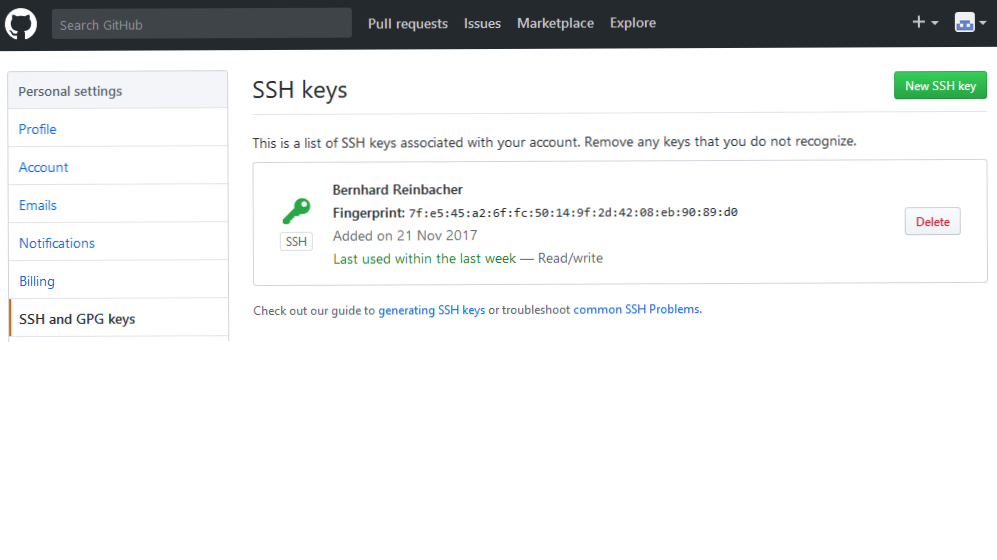 Search GitHub
Pull requests Issues Marketplace Explore
Personal settings
Profile
Account
Emails
Notifications
Billing
SSH and GPG keys
SSH keys
New SSH key
This is a list of SSH keys associated with your account. Remove any keys that you do not recognize.
Bernhard Reinbacher
Fingerprint: 7f:e5:45:a2:6f:fc:50:14:9f:2d:42:08:eb:90:89:d0
SSH
Added on 21 Nov 2017
Last used within the last week — Read/write
Delete
Check out our guide to generating SSH keys or troubleshoot common SSH Problems.